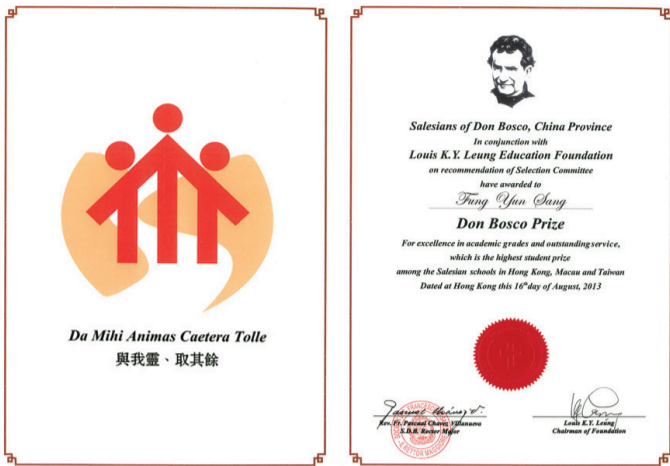 Da Mihi Animas Caetera Tolle
與我靈、取其餘
Salesians of Don Bosco, China Province
In conjunction with
Louis K.Y. Leung Education Foundation
on recommendation of Selection Committee
have awarded to
Fung Yun Sang
Don Bosco Prize
For excellence in academic grades and outstanding service,
which is the highest student prize
among the Salesian schools in Hong Kong, Macau and Taiwan
Dated at Hong Kong this 16th day of August, 2013
Rev. Fr. Pascual Chavez Villanueva
S.D.B. Rector Major
Louis K.Y. Leung
Chairman of Foundation